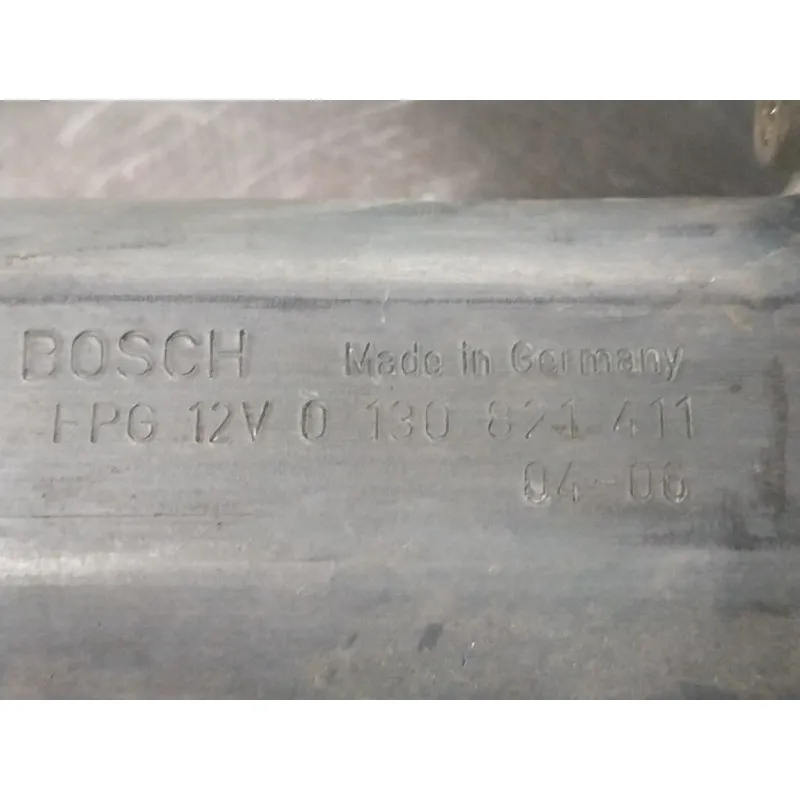 BOSCH Made in Germany
FPG 12V 0 130 821 411
04-06